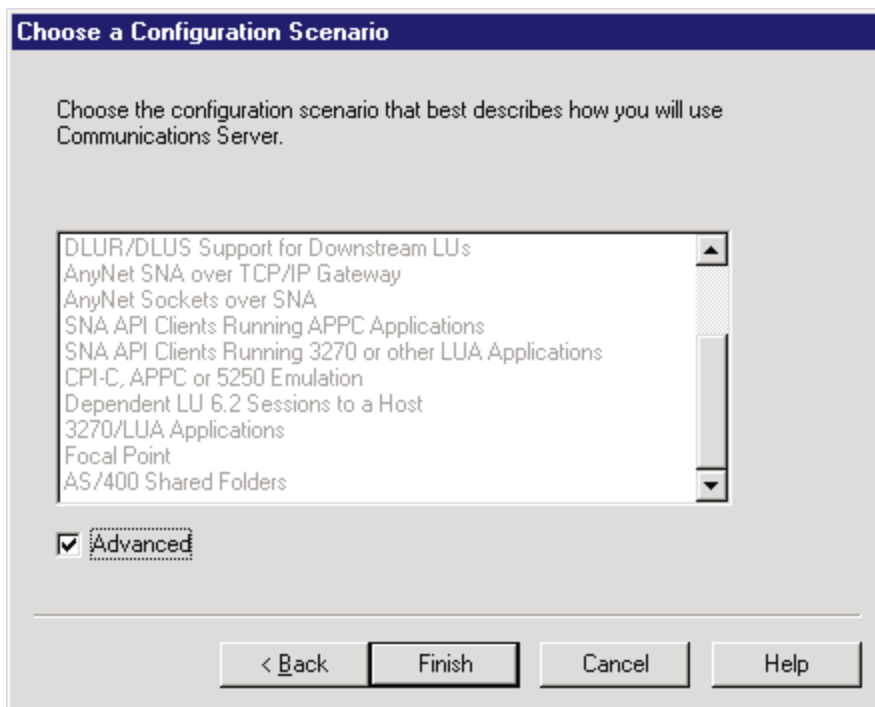 Choose a Configuration Scenario
Choose the configuration scenario that best describes how you will use
Communications Server.
DLUR/DLUS Support for Downstream LUs
AnyNet SNA over TCP/IP Gateway
AnyNet Sockets over SNA
SNA API Clients Running APPC Applications
SNA API Clients Running 3270 or other LUA Applications
CPI-C, APPC or 5250 Emulation
Dependent LU 6.2 Sessions to a Host
3270/LUA Applications
Focal Point
AS/400 Shared Folders
Advanced
< Back Finish Cancel Help